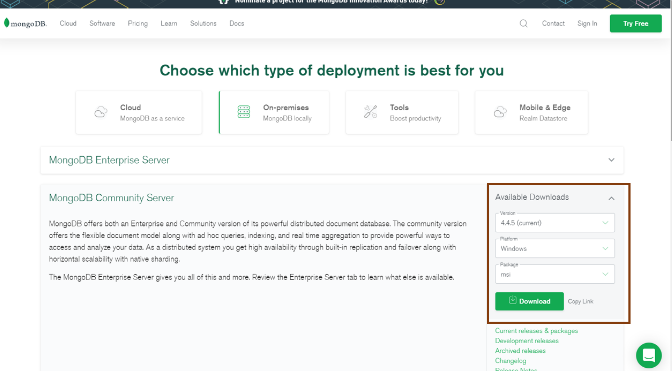 Nominate a project for the MongoDB Innovation Awards today!
mongoDB.
Cloud
Software
Pricing
Learn
Solutions
Docs
Contact
Sign In
Try Free
Choose which type of deployment is best for you
Cloud
MongoDB as a service
On-premises
MongoDB locally
Tools
Boost productivity
Mobile & Edge
Realm Datastore
MongoDB Enterprise Server
MongoDB Community Server
MongoDB offers both an Enterprise and Community version of its powerful distributed document database. The community version
offers the flexible document model along with ad hoc queries, indexing, and real time aggregation to provide powerful ways to
access and analyze your data. As a distributed system you get high availability through built-in replication and failover along with
horizontal scalability with native sharding.
The MongoDB Enterprise Server gives you all of this and more. Review the Enterprise Server tab to learn what else is available.
Available Downloads
Version
4.4.5 (current)
Platform
Windows
Package
msi
Download
Copy Link
Current releases & packages
Development releases
Archived releases
Changelog
Release Notes